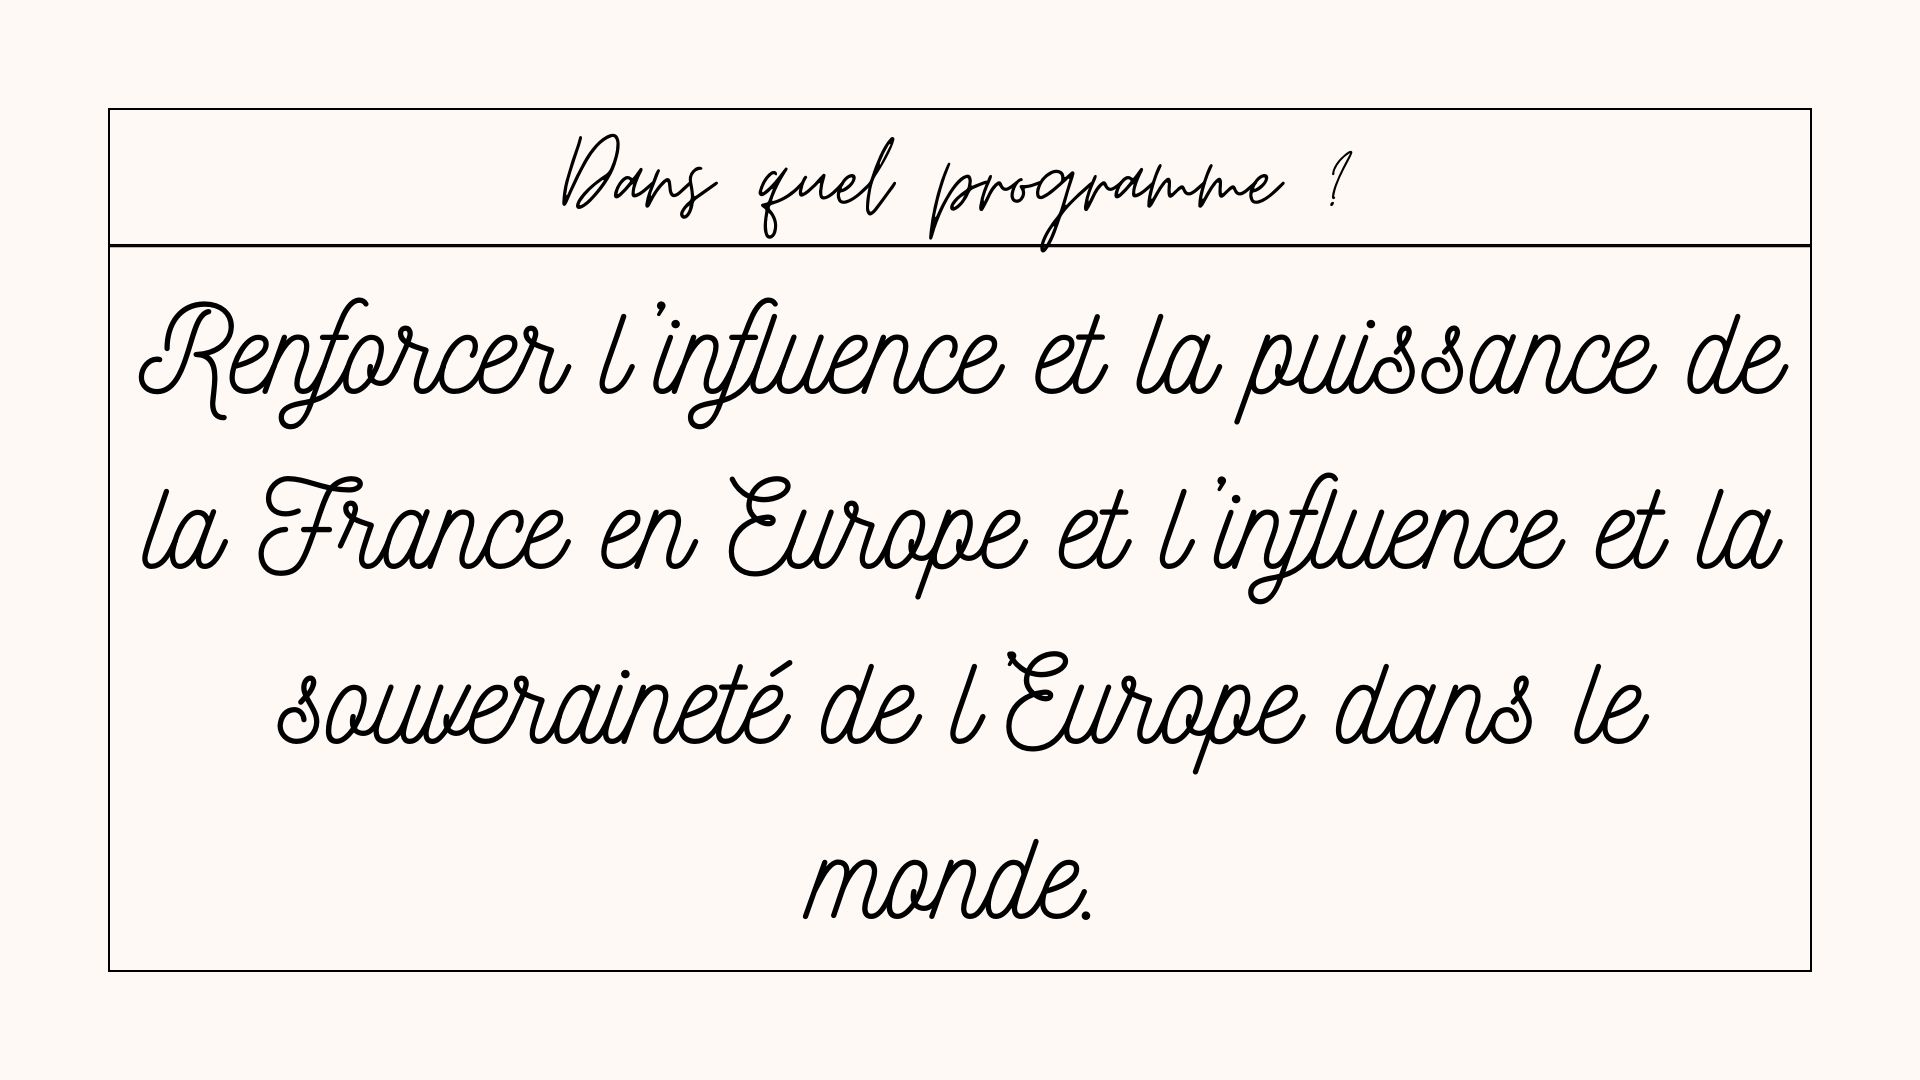 Dans quel programme ?
Renforcer l'influence et la puissance de
la France en Europe et l'influence et la
souveraineté de l'Europe dans le
monde.